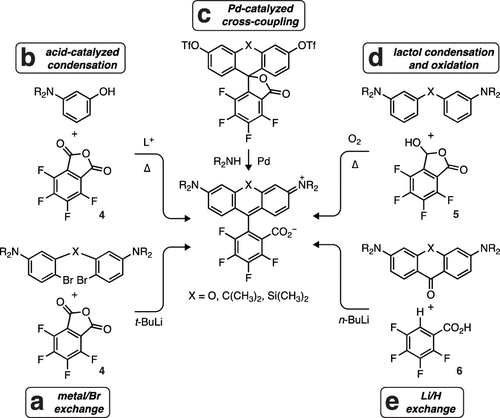 c
Pd-catalyzed
cross-coupling
b
acid-catalyzed
condensation
d
lactol condensation
and oxidation
TfO
X
OTf
O
O
F
F
F
F
R2NH
Pd
R2N
OH
+
O
O
O
F
F
F
F
4
L+
Δ
R2N
X
NR2
+
HO
O
O
F
F
F
F
5
O2
Δ
R2N
X
+
NR2
CO2−
F
F
F
F
X = O, C(CH3)2, Si(CH3)2
R2N
X
NR2
Br
Br
+
O
O
O
F
F
F
F
4
t-BuLi
R2N
X
NR2
O
+
H
F
CO2H
F
F
F
6
n-BuLi
a
metal/Br
exchange
e
Li/H
exchange